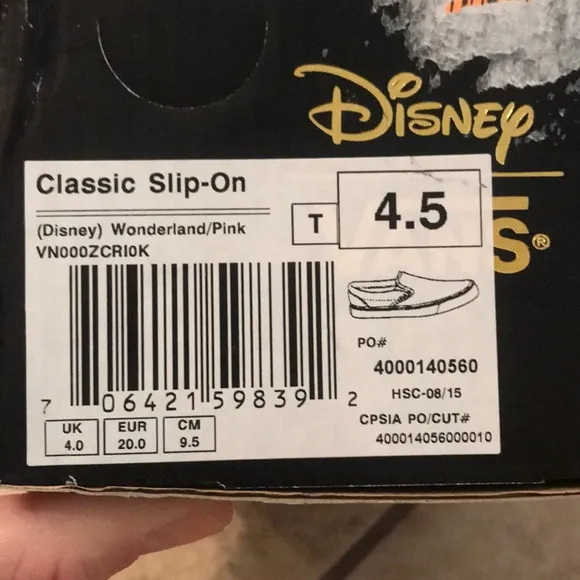 Disney
S®
Classic Slip-On
T
4.5
(Disney) Wonderland/Pink
VN000ZCRI0K
PO#
4000140560
HSC-08/15
CPSIA PO/CUT#
400014056000010
7 06421 59839 2
UK 4.0
EUR 20.0
CM 9.5